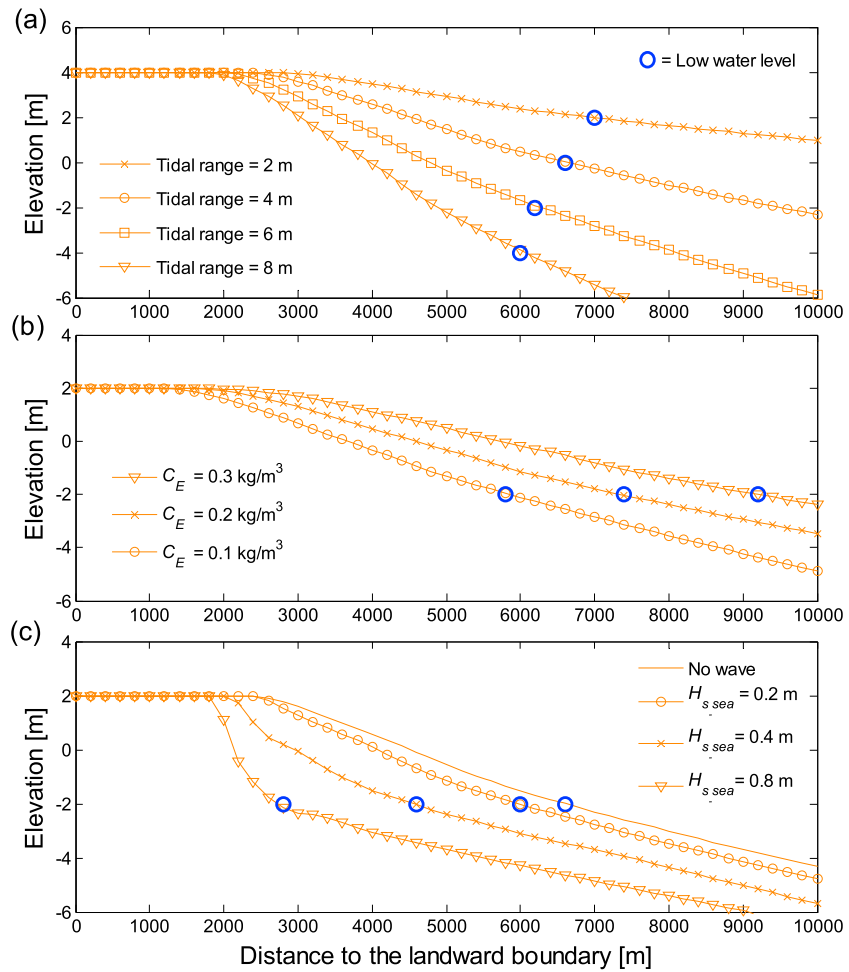 (a)
6
4
2
0
-2
-4
-6
Elevation [m]
= Low water level
Tidal range = 2 m
Tidal range = 4 m
Tidal range = 6 m
Tidal range = 8 m
0 1000 2000 3000 4000 5000 6000 7000 8000 9000 10000
(b)
4
2
0
-2
-4
-6
Elevation [m]
C_E = 0.3 kg/m³
C_E = 0.2 kg/m³
C_E = 0.1 kg/m³
0 1000 2000 3000 4000 5000 6000 7000 8000 9000 10000
(c)
4
2
0
-2
-4
-6
Elevation [m]
No wave
H_s_sea = 0.2 m
H_s_sea = 0.4 m
H_s_sea = 0.8 m
0 1000 2000 3000 4000 5000 6000 7000 8000 9000 10000
Distance to the landward boundary [m]